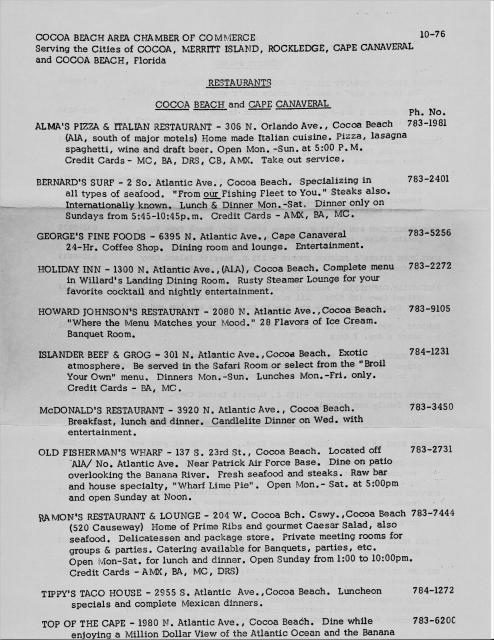 COCOA BEACH AREA CHAMBER OF COMMERCE 10-76
Serving the Cities of COCOA, MERRITT ISLAND, ROCKLEDGE, CAPE CANAVERAL
and COCOA BEACH, Florida
RESTAURANTS
COCOA BEACH and CAPE CANAVERAL
Ph. No.
ALMA'S PIZZA & ITALIAN RESTAURANT - 306 N. Orlando Ave., Cocoa Beach 783-1981
(A1A, south of major motels) Home made Italian cuisine. Pizza, lasagna
spaghetti, wine and draft beer. Open Mon.-Sun. at 5:00 P.M.
Credit Cards - MC, BA, DRS, CB, AMX. Take out service.
BERNARD'S SURF - 2 So. Atlantic Ave., Cocoa Beach. Specializing in 783-2401
all types of seafood. "From our Fishing Fleet to You." Steaks also.
Internationally known. Lunch & Dinner Mon.-Sat. Dinner only on
Sundays from 5:45-10:45p.m. Credit Cards - AMX, BA, MC.
GEORGE'S FINE FOODS - 6395 N. Atlantic Ave., Cape Canaveral 783-5256
24-Hr. Coffee Shop. Dining room and lounge. Entertainment.
HOLIDAY INN - 1300 N. Atlantic Ave., (A1A), Cocoa Beach. Complete menu 783-2272
in Willard's Landing Dining Room. Rusty Steamer Lounge for your
favorite cocktail and nightly entertainment.
HOWARD JOHNSON'S RESTAURANT - 2080 N. Atlantic Ave., Cocoa Beach. 783-9105
"Where the Menu Matches your Mood." 28 Flavors of Ice Cream.
Banquet Room.
ISLANDER BEEF & GROG - 301 N. Atlantic Ave., Cocoa Beach. Exotic 784-1231
atmosphere. Be served in the Safari Room or select from the "Broil
Your Own" menu. Dinners Mon.-Sun. Lunches Mon.-Fri. only.
Credit Cards - BA, MC.
McDONALD'S RESTAURANT - 3920 N. Atlantic Ave., Cocoa Beach. 783-3450
Breakfast, lunch and dinner. Candlelite Dinner on Wed. with
entertainment.
OLD FISHERMAN'S WHARF - 137 S. 23rd St., Cocoa Beach. Located off 783-2731
A1A/ No. Atlantic Ave. Near Patrick Air Force Base. Dine on patio
overlooking the Banana River. Fresh seafood and steaks. Raw bar
and house specialty, "Wharf Lime Pie". Open Mon.- Sat. at 5:00pm
and open Sunday at Noon.
RAMON'S RESTAURANT & LOUNGE - 204 W. Cocoa Bch. Cswy., Cocoa Beach 783-7444
(520 Causeway) Home of Prime Ribs and gourmet Caesar Salad, also
seafood. Delicatessen and package store. Private meeting rooms for
groups & parties. Catering available for Banquets, parties, etc.
Open Mon-Sat. for lunch and dinner. Open Sunday from 1:00 to 10:00pm.
Credit Cards - AMX, BA, MC, DRS)
TIPPY'S TACO HOUSE - 2955 S. Atlantic Ave., Cocoa Beach. Luncheon 784-1272
specials and complete Mexican dinners.
TOP OF THE CAPE - 1980 N. Atlantic Ave., Cocoa Beach. Dine while 783-6200
enjoying a Million Dollar View of the Atlantic Ocean and the Banana